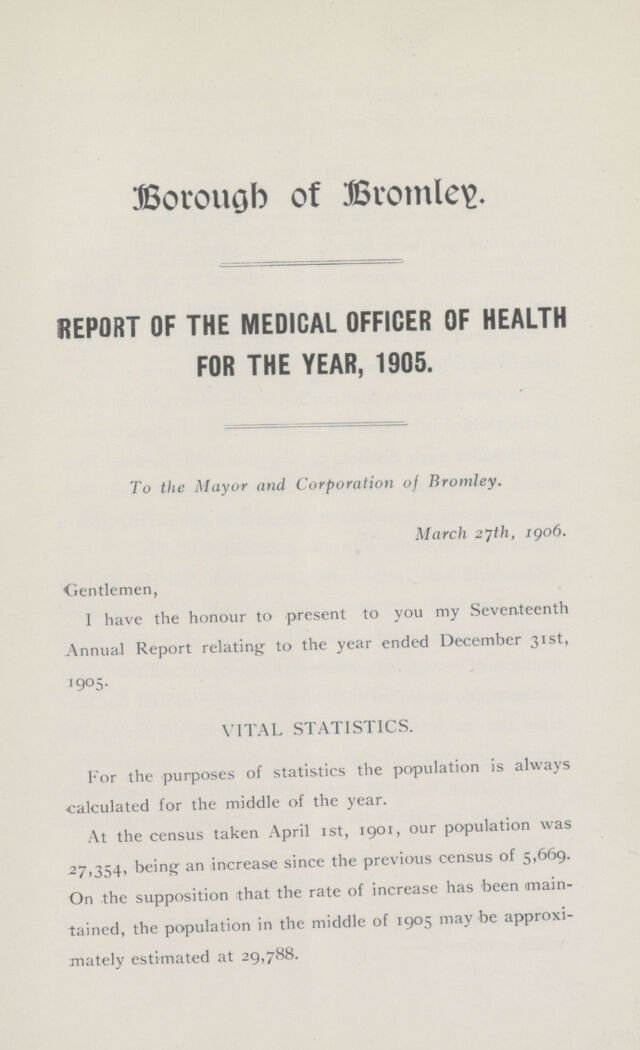 Borough of Bromley.
REPORT OF THE MEDICAL OFFICER OF HEALTH
FOR THE YEAR, 1905.
To the Mayor and Corporation of Bromley.
March 27th, 1906.
Gentlemen,
I have the honour to present to you my Seventeenth
Annual Report relating to the year ended December 31st,
1905.
VITAL STATISTICS.
For the purposes of statistics the population is always
calculated for the middle of the year.
At the census taken April 1st, 1901, our population was
27,354, being an increase since the previous census of 5,669.
On the supposition that the rate of increase has been main-
tained, the population in the middle of 1905 may be approxi-
mately estimated at 29,788.